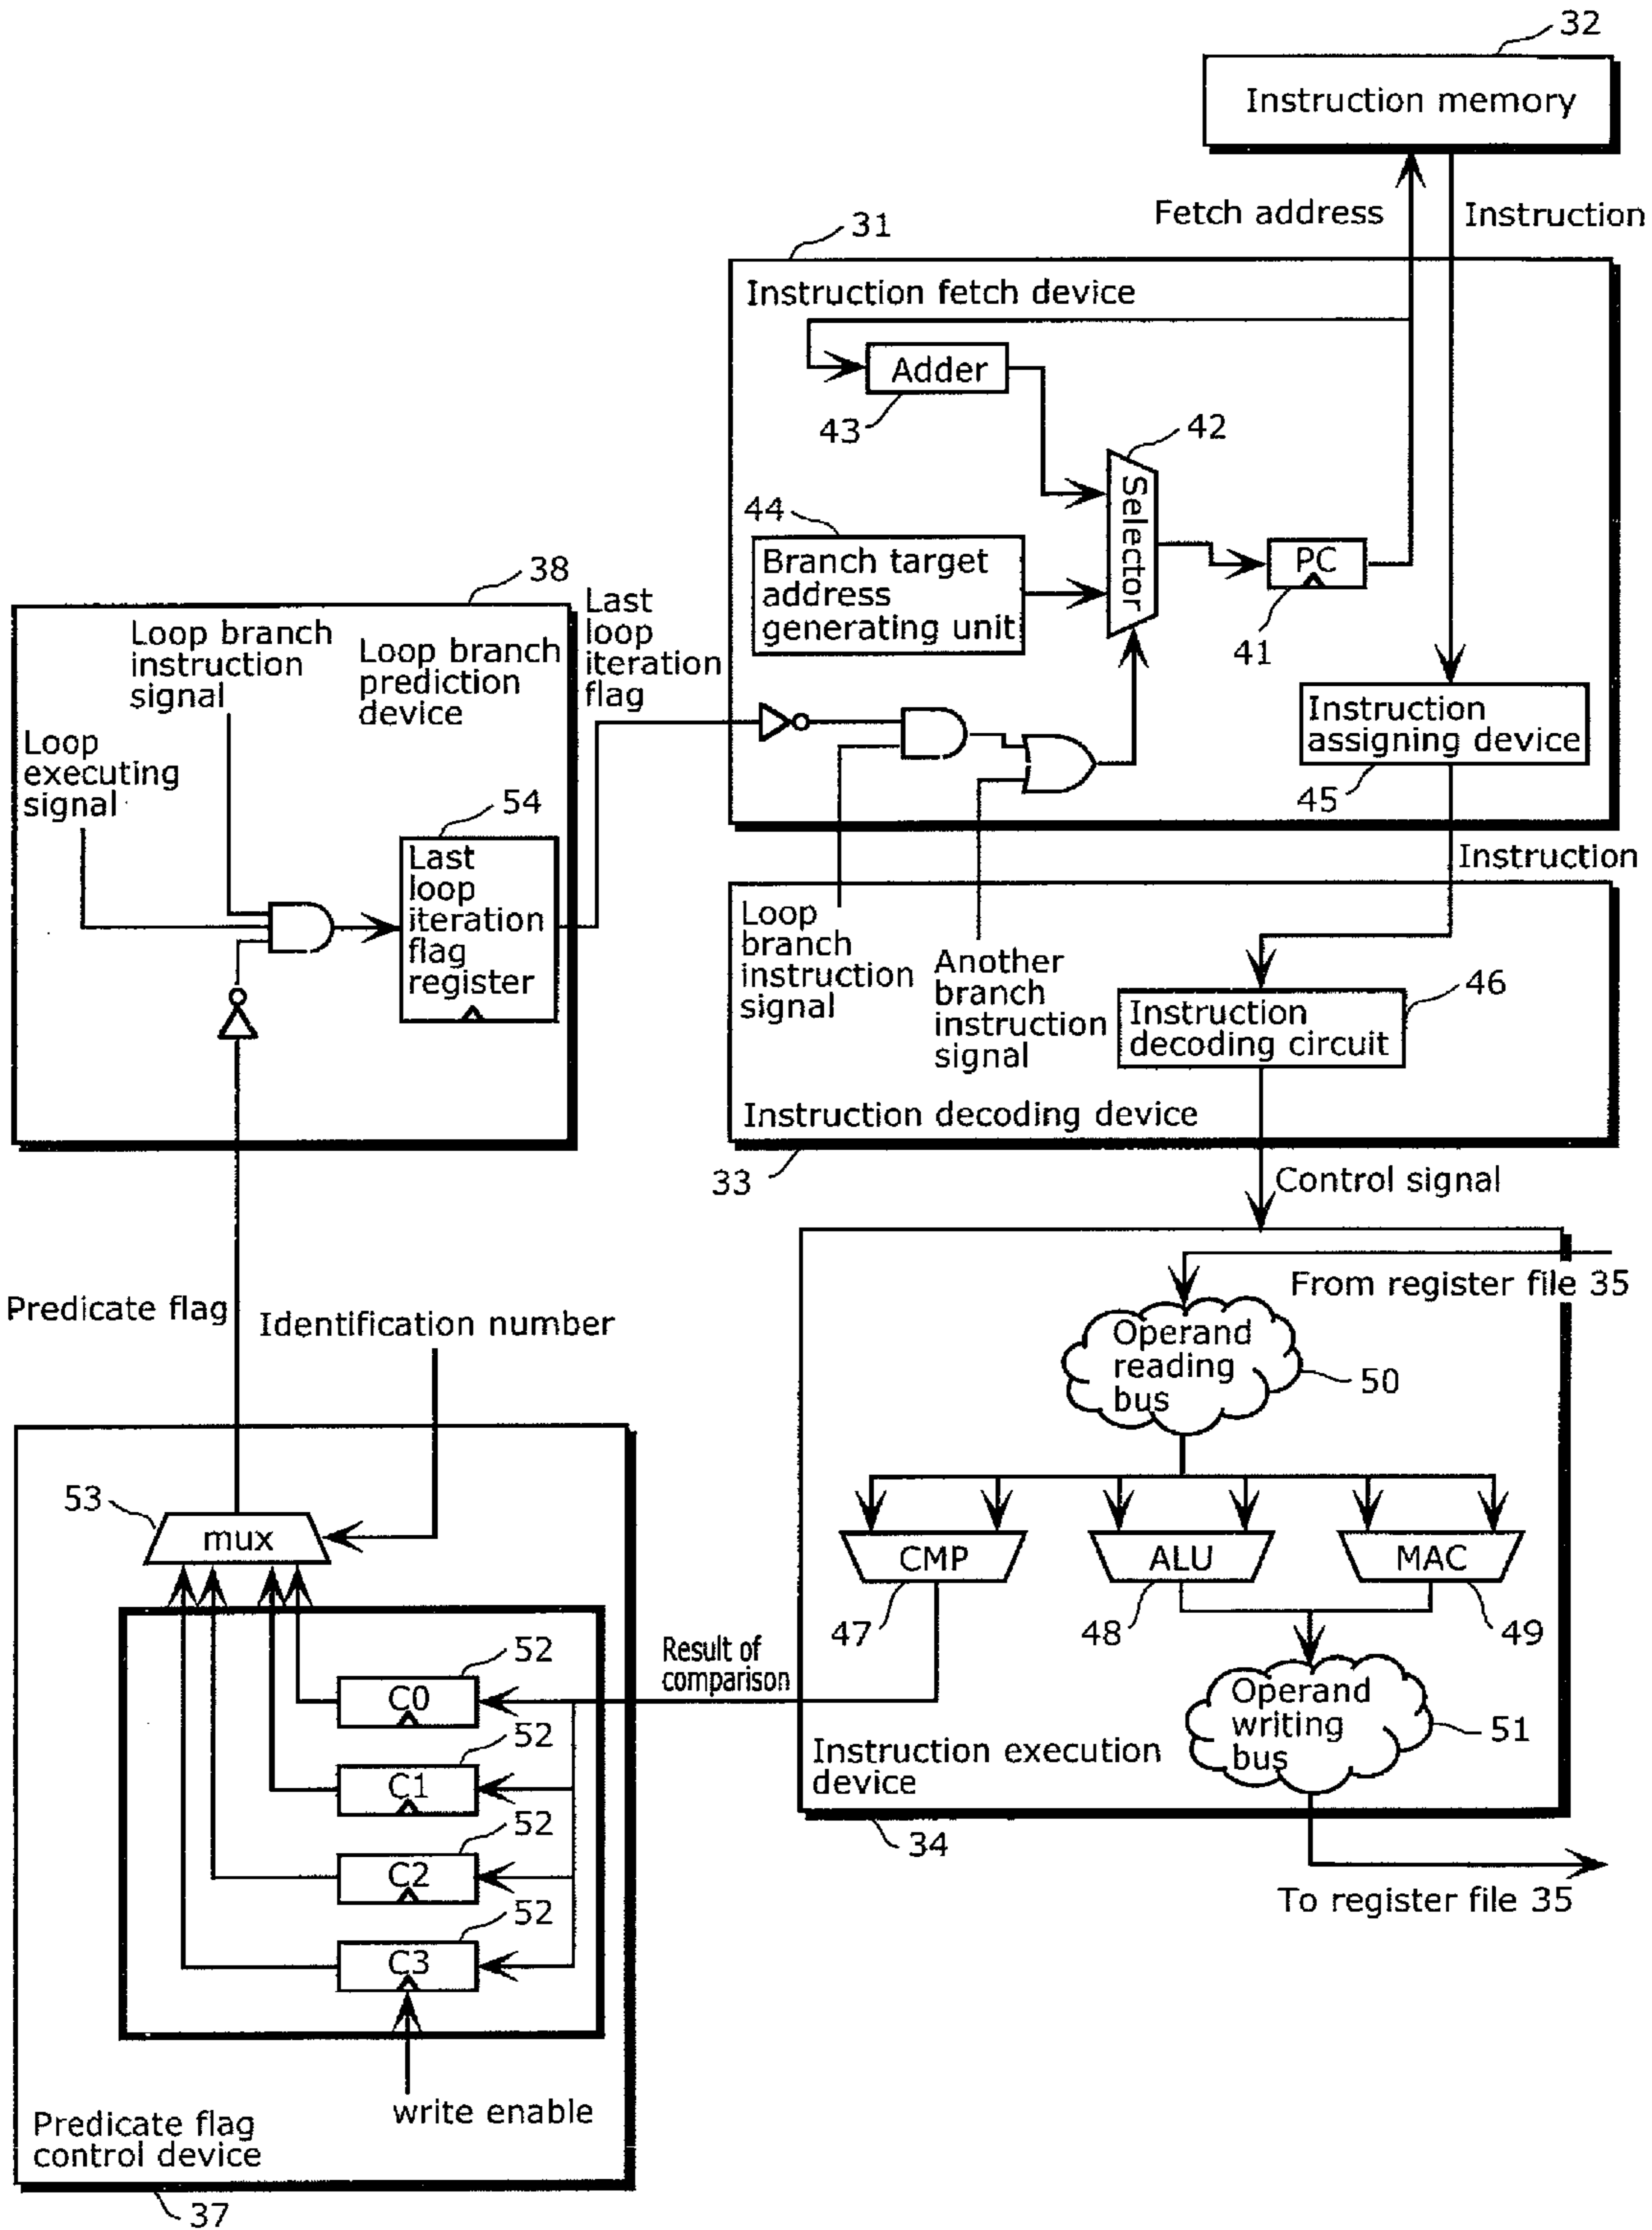 32
Instruction memory
Fetch address
Instruction
31
Instruction fetch device
Adder
43
42
Selector
44
Branch target
address
generating unit
PC
41
Instruction
assigning device
45
38
Last
loop
iteration
flag
Loop branch
instruction
signal
Loop branch
prediction
device
Loop
executing
signal
54
Last
loop
iteration
flag
register
Instruction
Loop
branch
instruction
signal
Another
branch
instruction
signal
46
Instruction
decoding circuit
Instruction decoding device
33
Control signal
From register file 35
Operand
reading
bus
50
Predicate flag
Identification number
53
mux
CMP
ALU
MAC
47
48
49
Result of
comparison
52
C0
52
C1
52
C2
52
C3
Operand
writing
bus
51
Instruction execution
device
34
To register file 35
write enable
Predicate flag
control device
37